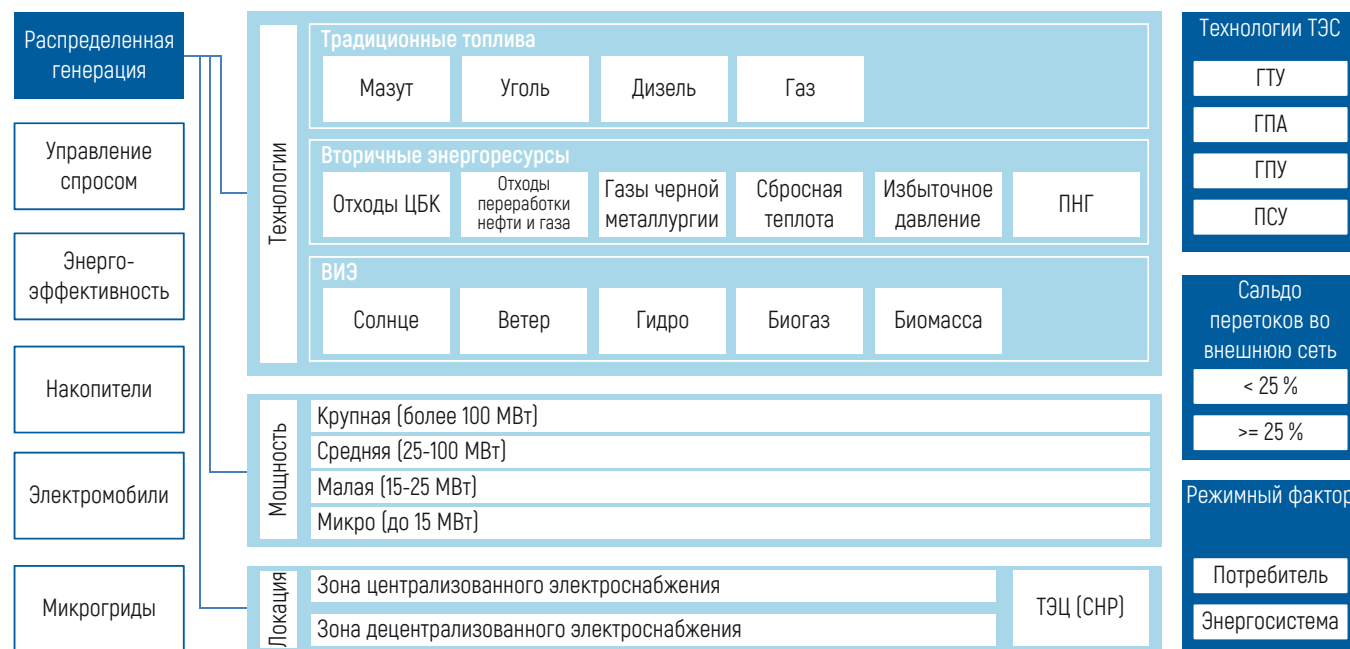 Распределенная
генерация
Управление
спросом
Энерго-
эффективность
Накопители
Электромобили
Микрогриды
Технологии
Традиционные топлива
Мазут
Уголь
Дизель
Газ
Вторичные энергоресурсы
Отходы ЦБК
Отходы
переработки
нефти и газа
Газы черной
металлургии
Сбросная
теплота
Избыточное
давление
ПНГ
ВИЭ
Солнце
Ветер
Гидро
Биогаз
Биомасса
Мощность
Крупная (более 100 МВт)
Средняя (25-100 МВт)
Малая (15-25 МВт)
Микро (до 15 МВт)
Локация
Зона централизованного электроснабжения
Зона децентрализованного электроснабжения
ТЭЦ (CHP)
Технологии ТЭС
ГТУ
ГПА
ГПУ
ПСУ
Сальдо
перетоков во
внешнюю сеть
< 25 %
>= 25 %
Режимный фактор
Потребитель
Энергосистема